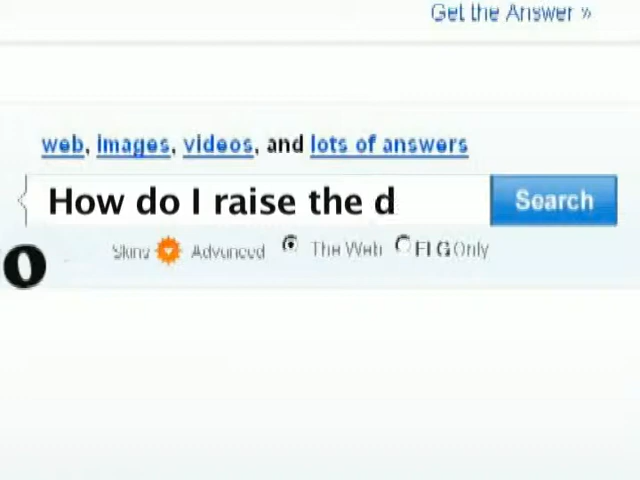 Get the Answer »
web, images, videos, and lots of answers
How do I raise the d
Search
o
Skins Advanced The Web Only